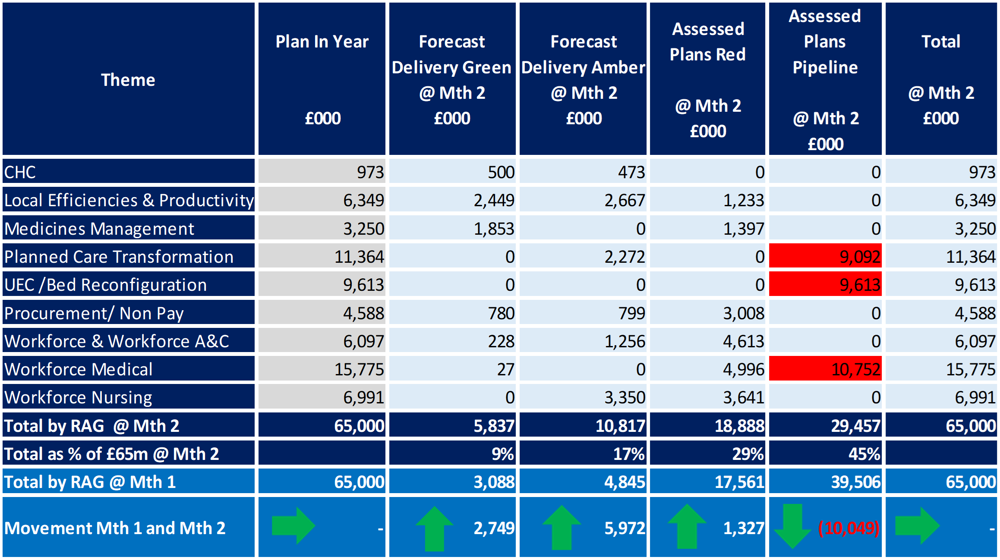 Theme
Plan In Year
£000
Forecast
Delivery Green
@ Mth 2
£000
Forecast
Delivery Amber
@ Mth 2
£000
Assessed
Plans Red
@ Mth 2
£000
Assessed
Plans
Pipeline
@ Mth 2
£000
Total
@ Mth 2
£000
CHC 973 500 473 0 0 973
Local Efficiencies & Productivity 6,349 2,449 2,667 1,233 0 6,349
Medicines Management 3,250 1,853 0 1,397 0 3,250
Planned Care Transformation 11,364 0 2,272 0 9,092 11,364
UEC /Bed Reconfiguration 9,613 0 0 0 9,613 9,613
Procurement/ Non Pay 4,588 780 799 3,008 0 4,588
Workforce & Workforce A&C 6,097 228 1,256 4,613 0 6,097
Workforce Medical 15,775 27 0 4,996 10,752 15,775
Workforce Nursing 6,991 0 3,350 3,641 0 6,991
Total by RAG @ Mth 2 65,000 5,837 10,817 18,888 29,457 65,000
Total as % of £65m @ Mth 2 9% 17% 29% 45%
Total by RAG @ Mth 1 65,000 3,088 4,845 17,561 39,506 65,000
Movement Mth 1 and Mth 2 - 2,749 5,972 1,327 (10,049) -